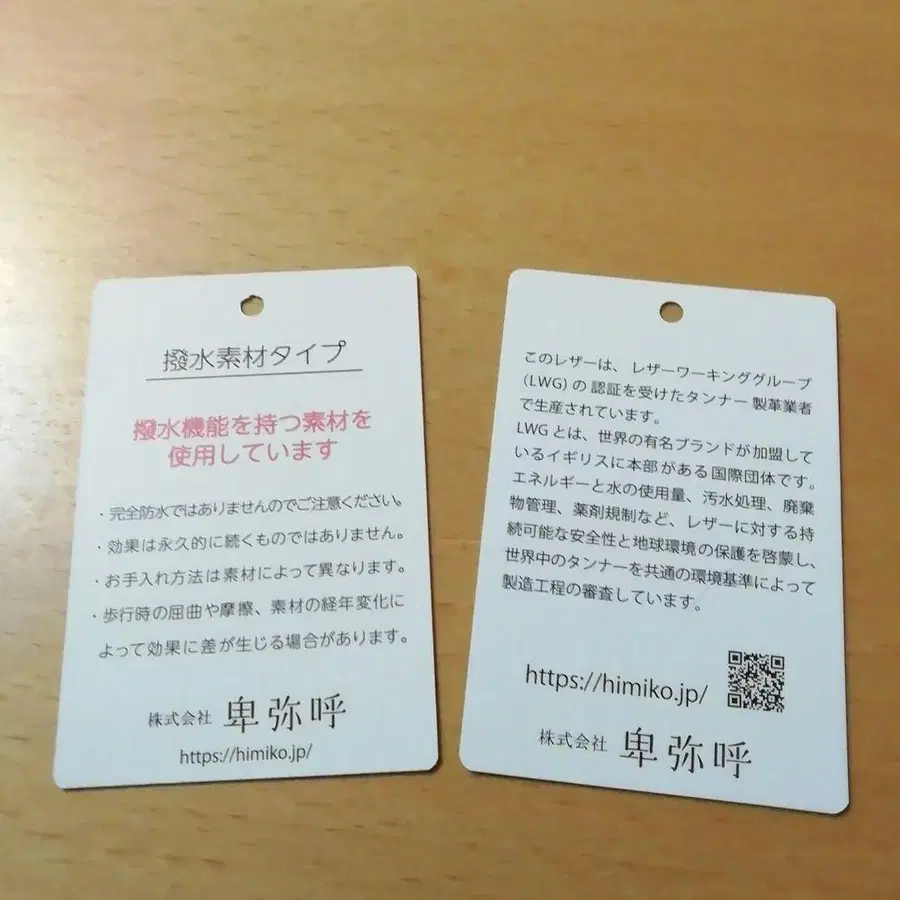 撥水素材タイプ
撥水機能を持つ素材を
使用しています
・完全防水ではありませんのでご注意ください。
・効果は永久的に続くものではありません。
・お手入れ方法は素材によって異なります。
・歩行時の屈曲や摩擦、素材の経年変化に
よって効果に差が生じる場合があります。
株式会社 卑弥呼
https://himiko.jp/
このレザーは、レザーワーキンググループ
(LWG) の 認証を受けたタンナー 製革業者
で生産されています。
LWG とは、世界の有名ブランドが加盟して
いるイギリスに本部がある国際団体です。
エネルギーと水の使用量、汚水処理、廃棄
物管理、薬剤規制など、レザーに対する持
続可能な安全性と地球環境の保護を啓蒙し、
世界中のタンナーを共通の環境基準によって
製造工程の審査しています。
https://himiko.jp/
株式会社 卑弥呼